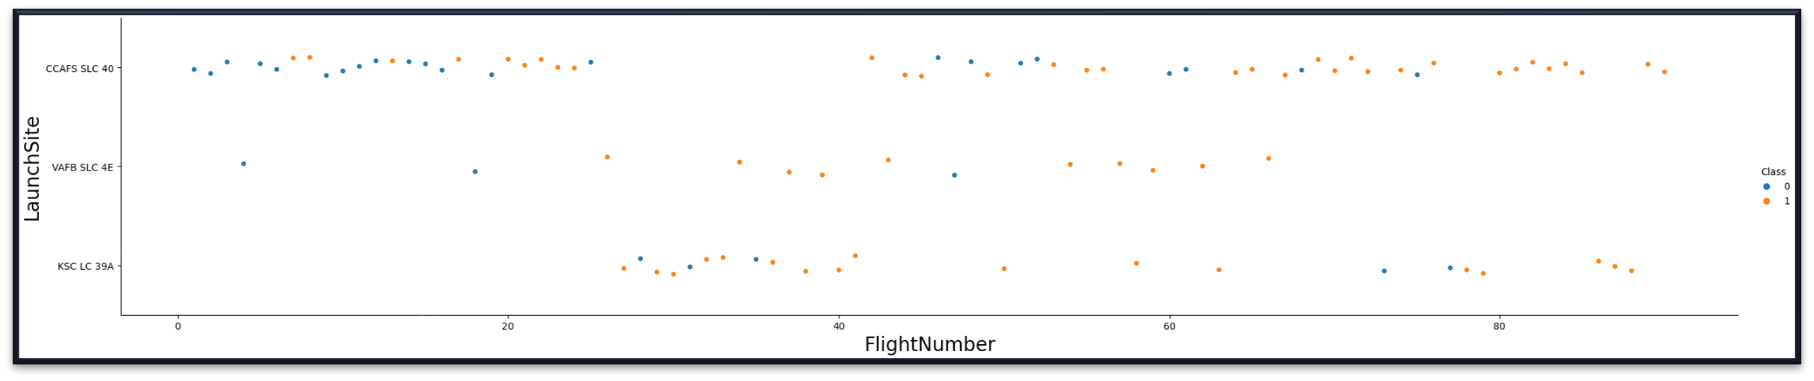 CCAFS SLC 40
VAFB SLC 4E
KSC LC 39A
LaunchSite
0 20 40 60 80
FlightNumber
Class
0
1